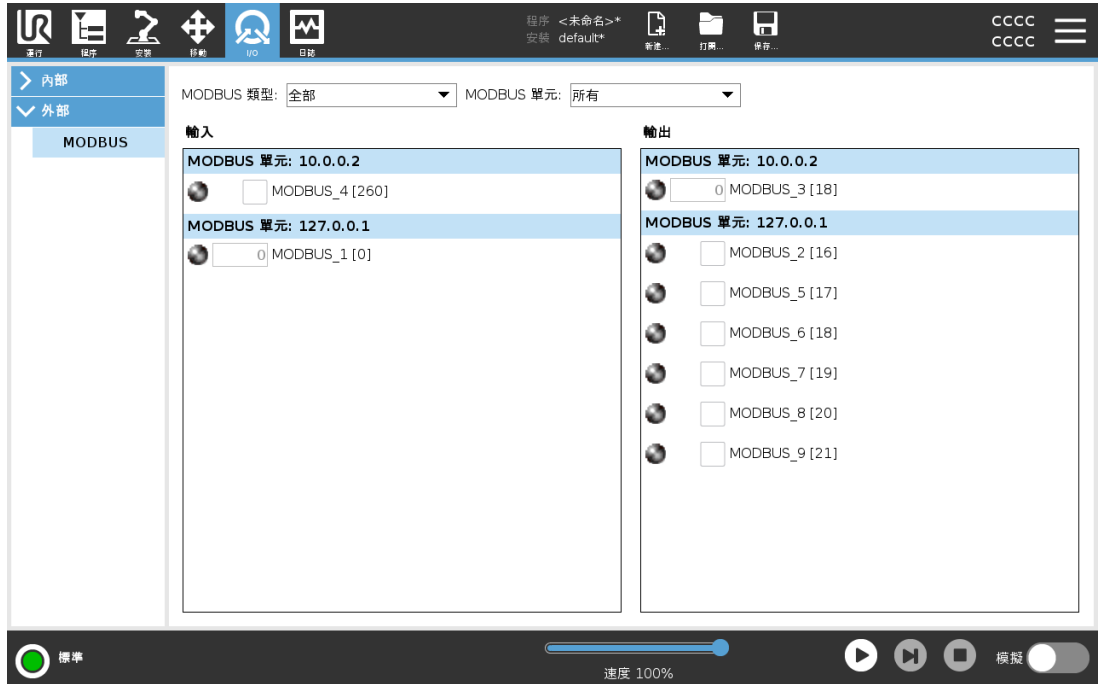 UR
運行 程序 安裝 移動 I/O 日誌
程序 <未命名>*
安裝 default*
新建... 打開... 保存...
CCCC
CCCC
內部
外部
MODBUS
MODBUS 類型: 全部 MODBUS 單元: 所有
輸入
MODBUS 單元: 10.0.0.2
MODBUS_4 [260]
MODBUS 單元: 127.0.0.1
0 MODBUS_1 [0]
輸出
MODBUS 單元: 10.0.0.2
0 MODBUS_3 [18]
MODBUS 單元: 127.0.0.1
MODBUS_2 [16]
MODBUS_5 [17]
MODBUS_6 [18]
MODBUS_7 [19]
MODBUS_8 [20]
MODBUS_9 [21]
標準
速度 100%
模擬